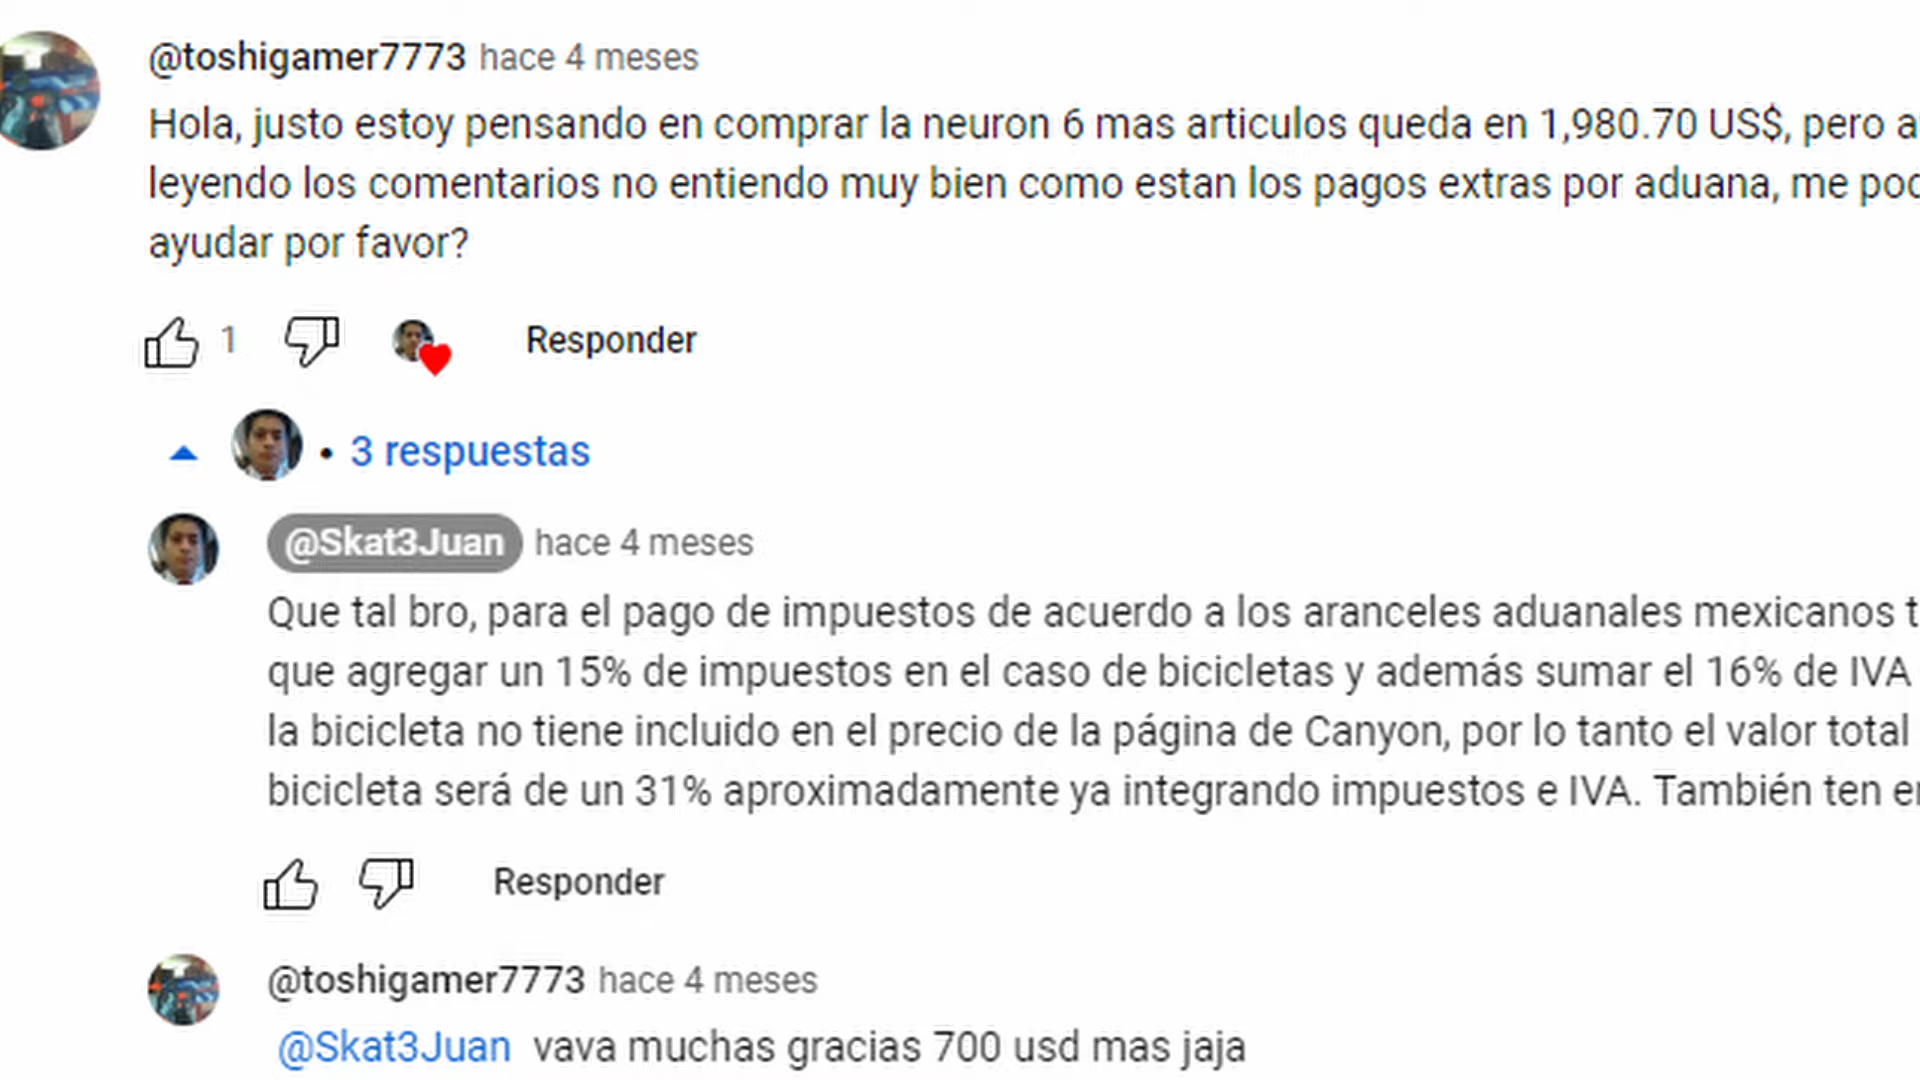 @toshigamer7773 hace 4 meses
Hola, justo estoy pensando en comprar la neuron 6 mas articulos queda en 1,980.70 US$, pero a
leyendo los comentarios no entiendo muy bien como estan los pagos extras por aduana, me pod
ayudar por favor?
1 Responder
• 3 respuestas
@Skat3Juan hace 4 meses
Que tal bro, para el pago de impuestos de acuerdo a los aranceles aduanales mexicanos t
que agregar un 15% de impuestos en el caso de bicicletas y además sumar el 16% de IVA
la bicicleta no tiene incluido en el precio de la página de Canyon, por lo tanto el valor total
bicicleta será de un 31% aproximadamente ya integrando impuestos e IVA. También ten en
Responder
@toshigamer7773 hace 4 meses
@Skat3Juan vava muchas gracias 700 usd mas jaja